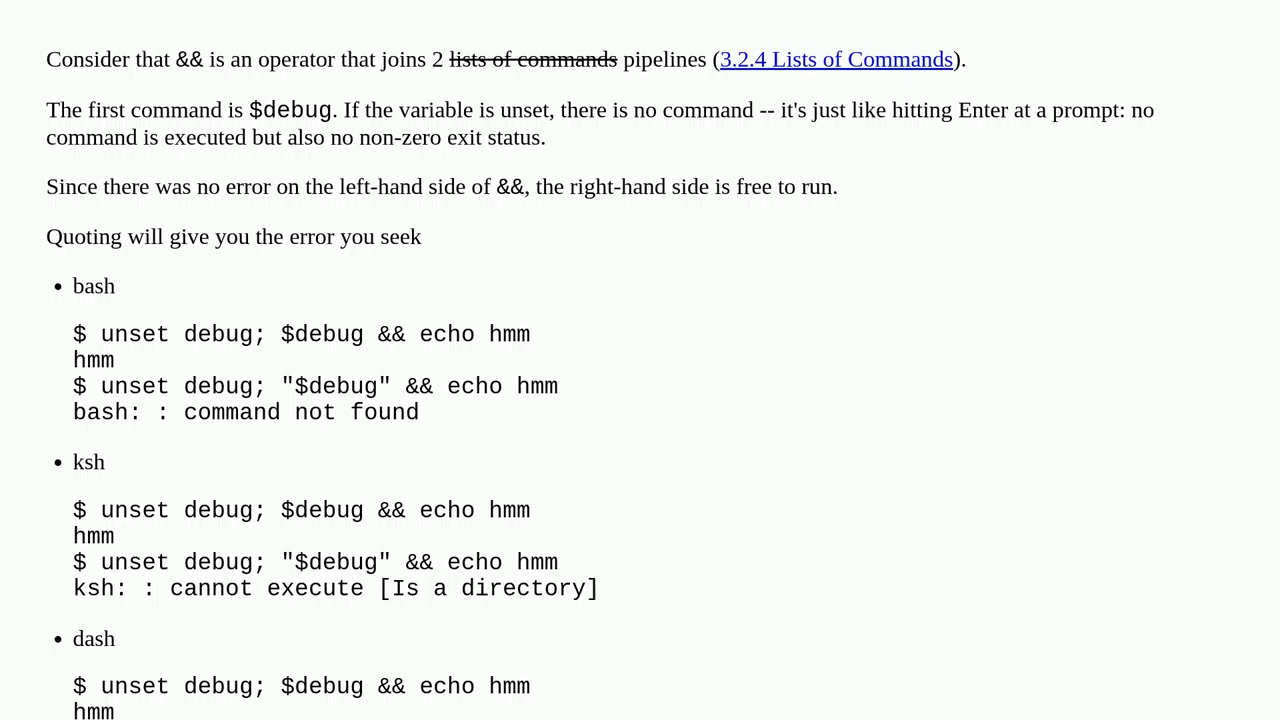 Consider that && is an operator that joins 2 lists of commands pipelines (3.2.4 Lists of Commands).
The first command is $debug. If the variable is unset, there is no command -- it's just like hitting Enter at a prompt: no
command is executed but also no non-zero exit status.
Since there was no error on the left-hand side of &&, the right-hand side is free to run.
Quoting will give you the error you seek
• bash
$ unset debug; $debug && echo hmm
hmm
$ unset debug; "$debug" && echo hmm
bash: : command not found
• ksh
$ unset debug; $debug && echo hmm
hmm
$ unset debug; "$debug" && echo hmm
ksh: : cannot execute [Is a directory]
• dash
$ unset debug; $debug && echo hmm
hmm